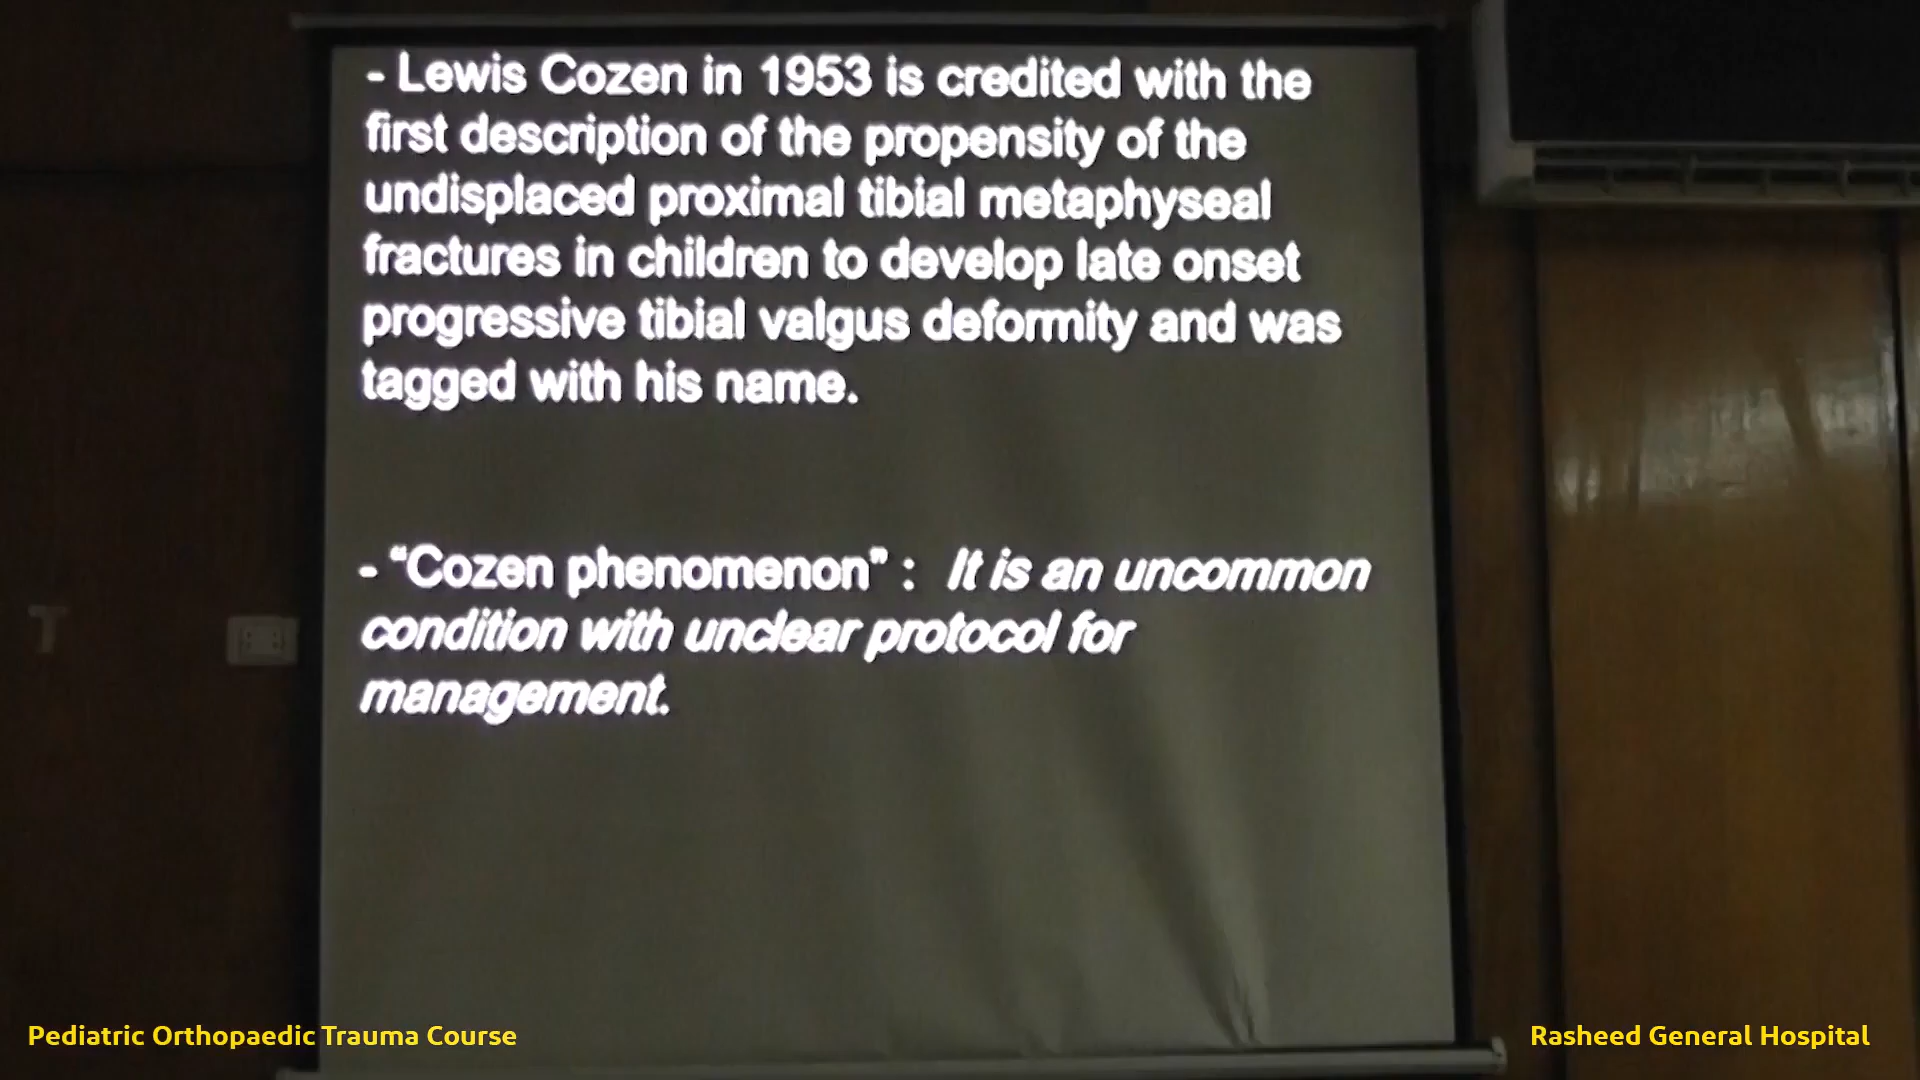 - Lewis Cozen in 1953 is credited with the
first description of the propensity of the
undisplaced proximal tibial metaphyseal
fractures in children to develop late onset
progressive tibial valgus deformity and was
tagged with his name.
- “Cozen phenomenon” : It is an uncommon
condition with unclear protocol for
management.
Pediatric Orthopaedic Trauma Course
Rasheed General Hospital